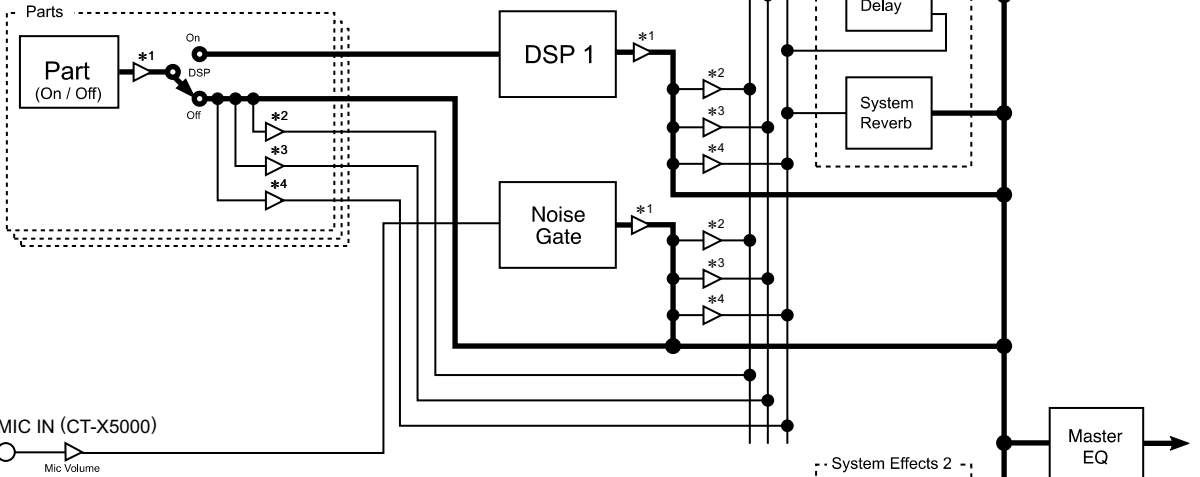 Parts
Delay
On
*1
Part
(On / Off)
DSP
Off
DSP 1
*1
*2
*3
*4
System
Reverb
*2
*3
*4
Noise
Gate
*1
*2
*3
*4
MIC IN (CT-X5000)
Mic Volume
Master
EQ
System Effects 2